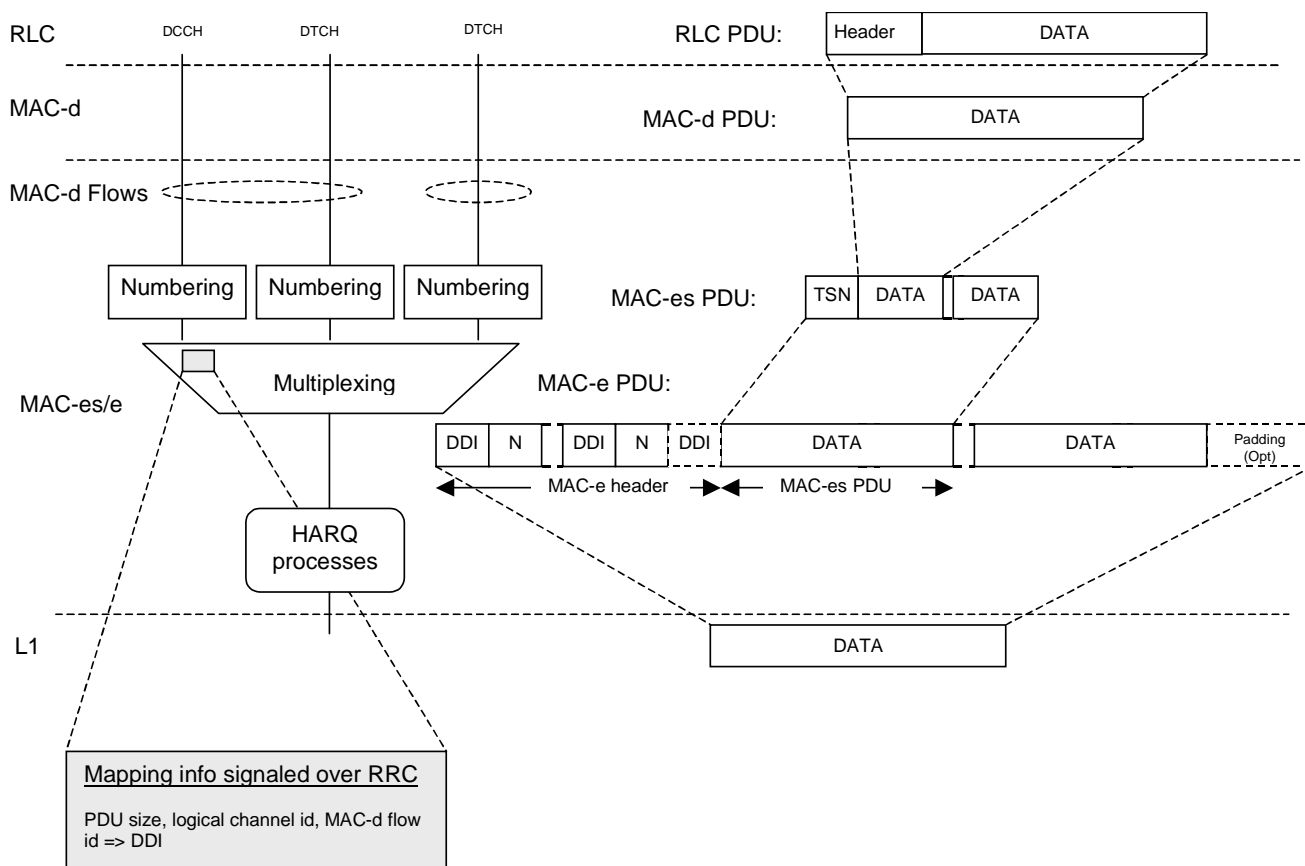 RLC
DCCH
DTCH
DTCH
RLC PDU:
Header
DATA
MAC-d
MAC-d PDU:
DATA
MAC-d Flows
Numbering
Numbering
Numbering
MAC-es PDU:
TSN
DATA
DATA
Multiplexing
MAC-e PDU:
MAC-es/e
DDI
N
DDI
N
DDI
DATA
DATA
Padding
(Opt)
MAC-e header
MAC-es PDU
HARQ
processes
L1
DATA
Mapping info signaled over RRC
PDU size, logical channel id, MAC-d flow
id => DDI